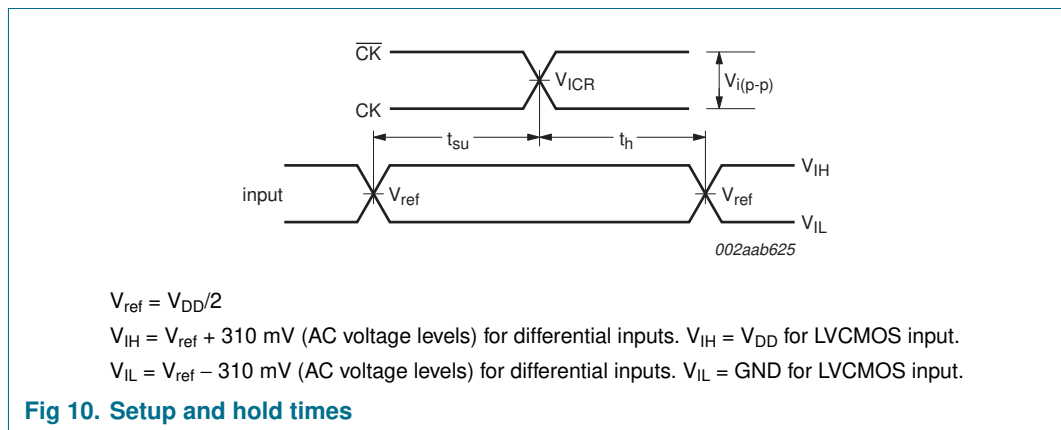 CK
VICR
Vi(p-p)
CK
tsu
th
VIH
input
Vref
Vref
VIL
002aab625
Vref = VDD/2
VIH = Vref + 310 mV (AC voltage levels) for differential inputs. VIH = VDD for LVCMOS input.
VIL = Vref − 310 mV (AC voltage levels) for differential inputs. VIL = GND for LVCMOS input.
Fig 10. Setup and hold times